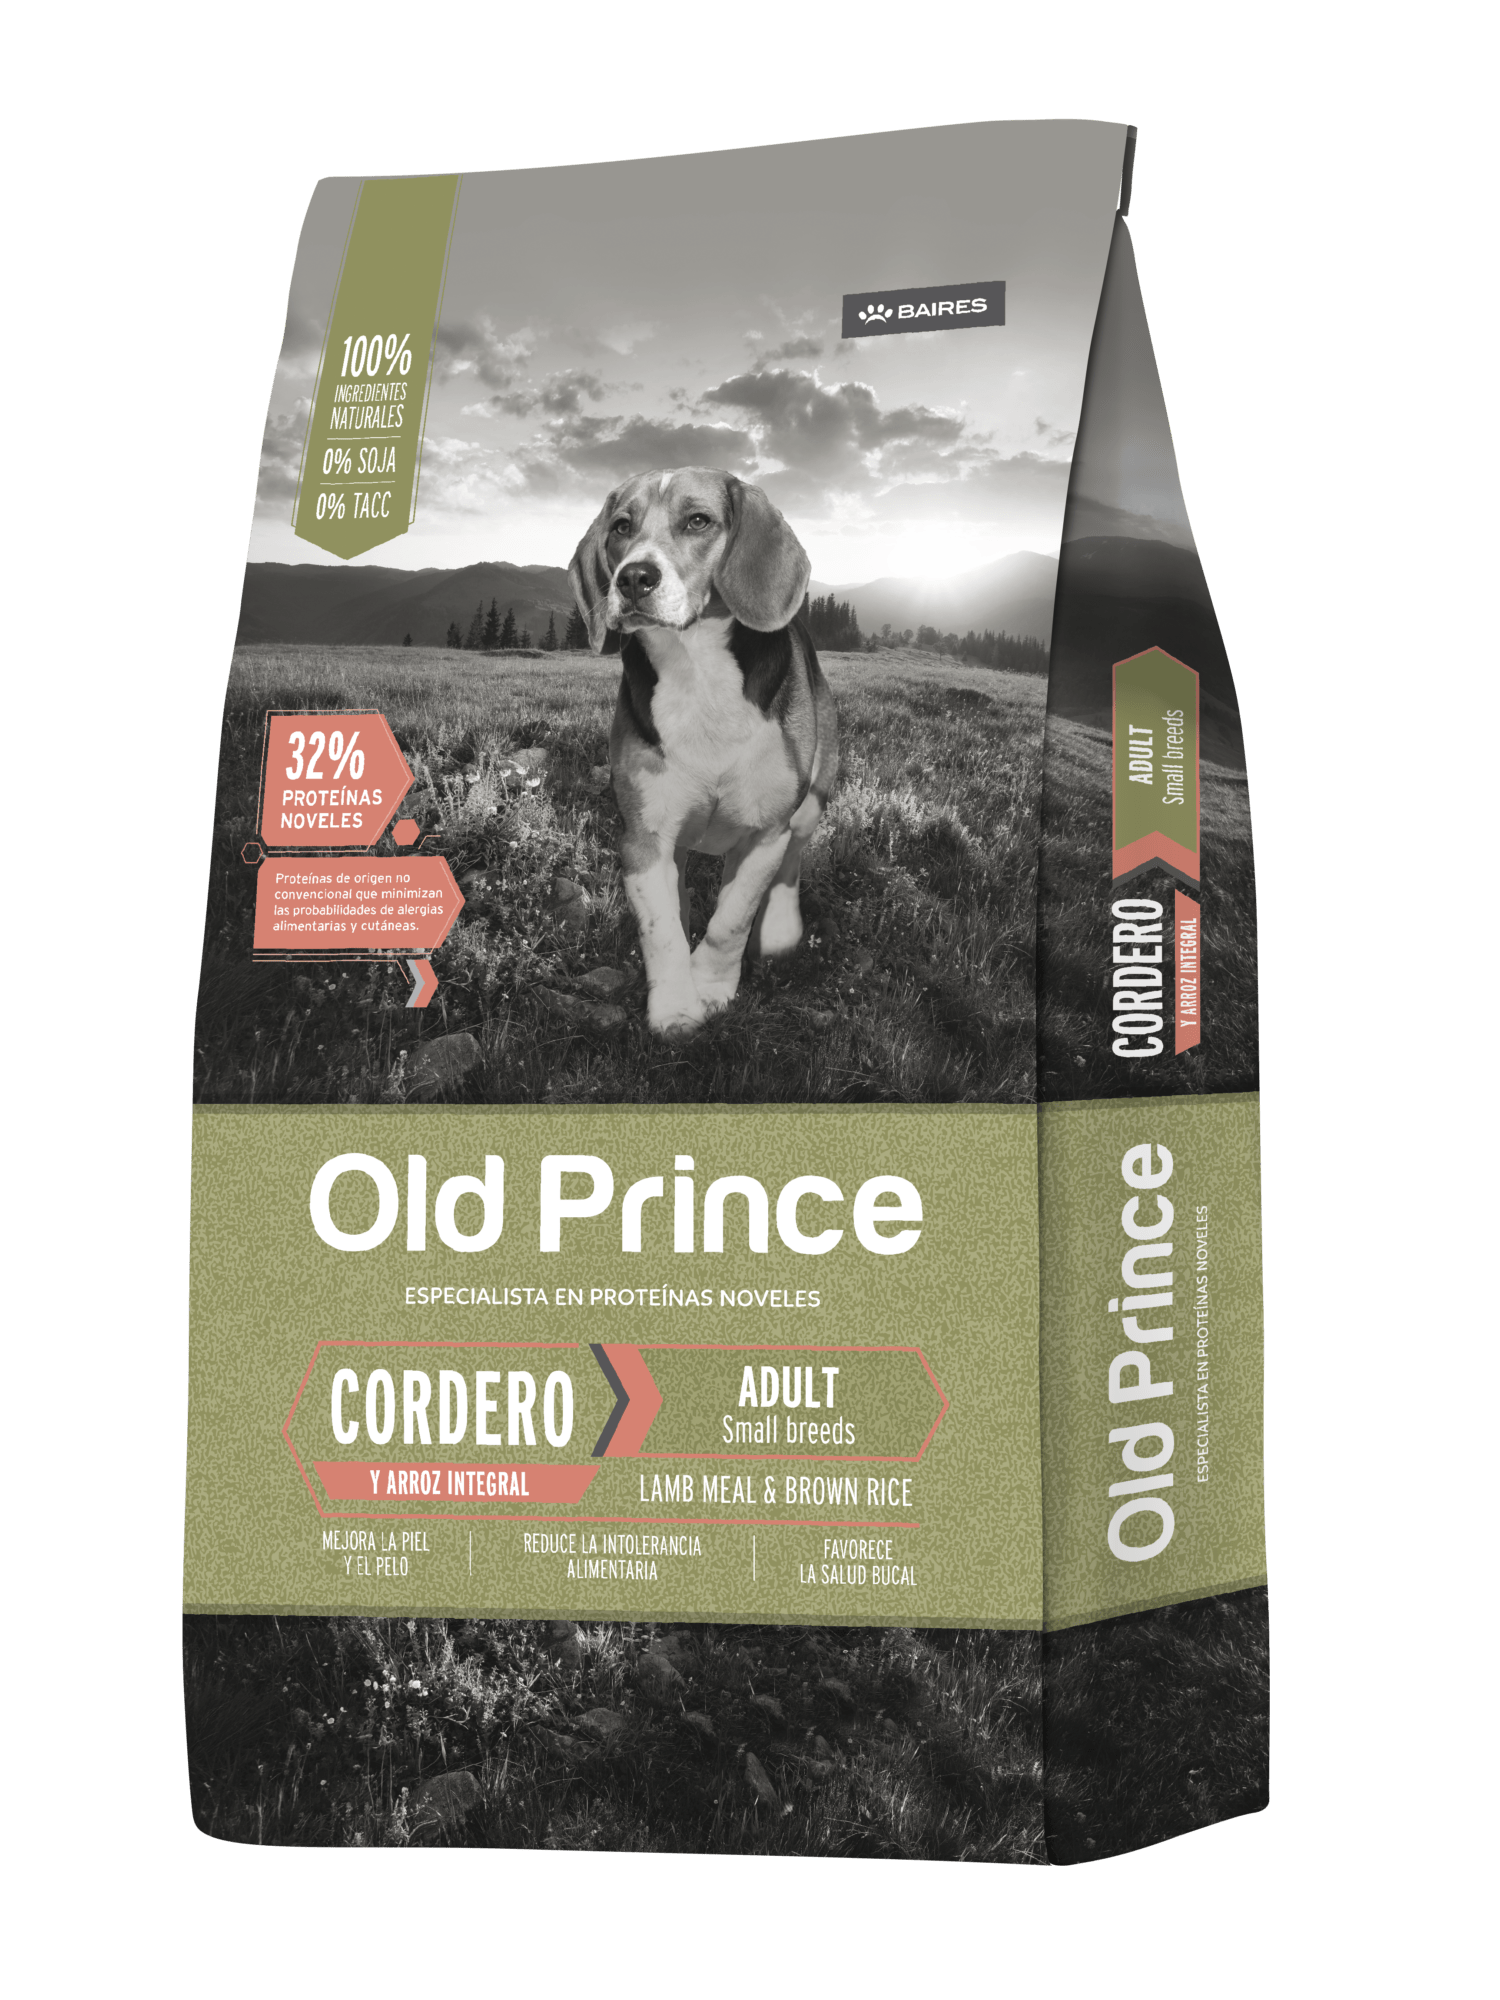 BAIRES
100%
INGREDIENTES
NATURALES
0% SOJA
0% TACC
32%
PROTEÍNAS
NOVELES
Proteínas de origen no
convencional que minimizan
las probabilidades de alergias
alimentarias y cutáneas.
Old Prince
ESPECIALISTA EN PROTEÍNAS NOVELES
CORDERO
Y ARROZ INTEGRAL
ADULT
Small breeds
LAMB MEAL & BROWN RICE
MEJORA LA PIEL
Y EL PELO
REDUCE LA INTOLERANCIA
ALIMENTARIA
FAVORECE
LA SALUD BUCAL
ADULT
Small breeds
CORDERO
Y ARROZ INTEGRAL
Old Prince
ESPECIALISTA EN PROTEÍNAS NOVELES